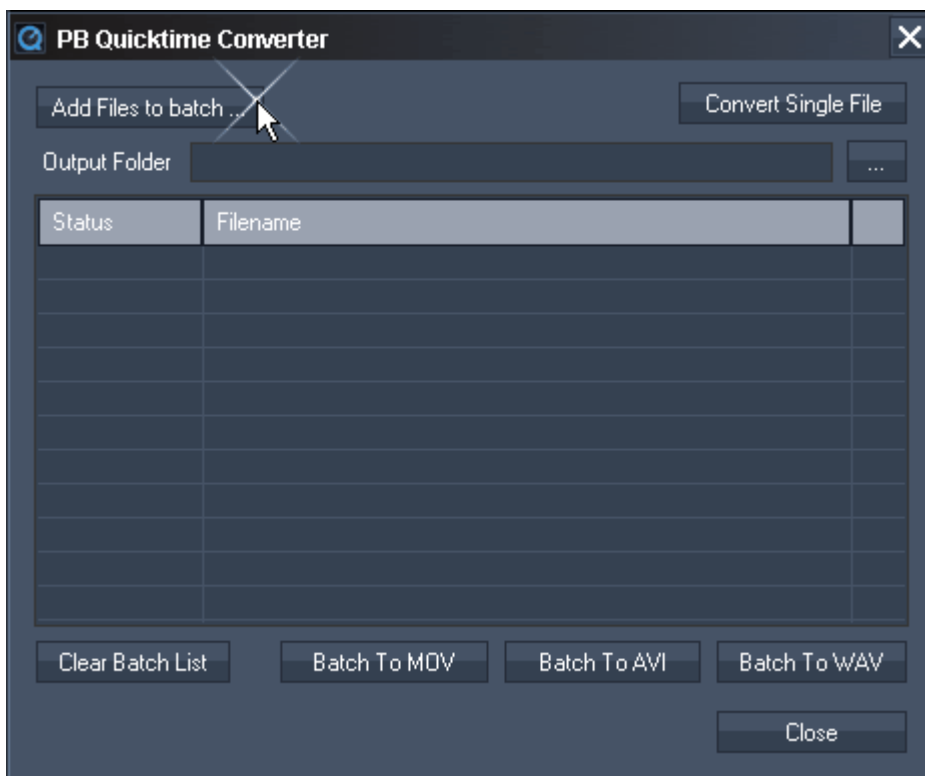 PB Quicktime Converter
Add Files to batch ...
Convert Single File
Output Folder
...
Status Filename
Clear Batch List
Batch To MOV
Batch To AVI
Batch To WAV
Close